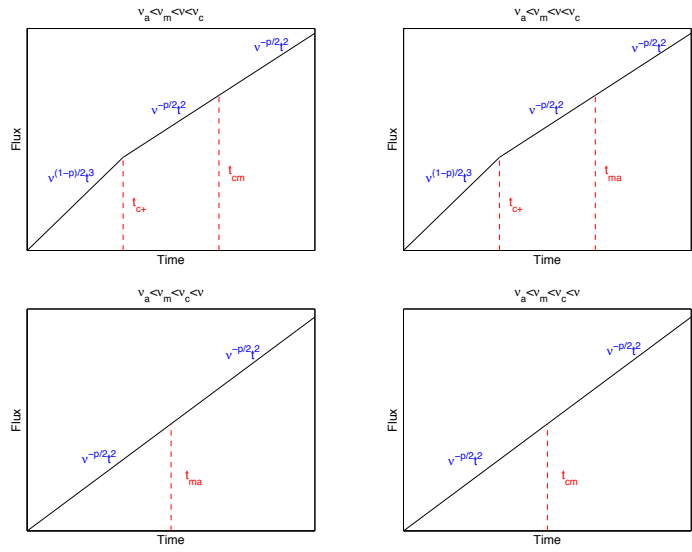 ν_a<ν_m<ν<ν_c
Flux
ν^{(1-p)/2}t^3
ν^{-p/2}t^2
ν^{-p/2}t^2
t_{c+}
t_{cm}
Time
ν_a<ν_m<ν<ν_c
Flux
ν^{(1-p)/2}t^3
ν^{-p/2}t^2
ν^{-p/2}t^2
t_{c+}
t_{ma}
Time
ν_a<ν_m<ν_c<ν
Flux
ν^{-p/2}t^2
ν^{-p/2}t^2
t_{ma}
Time
ν_a<ν_m<ν_c<ν
Flux
ν^{-p/2}t^2
ν^{-p/2}t^2
t_{cm}
Time